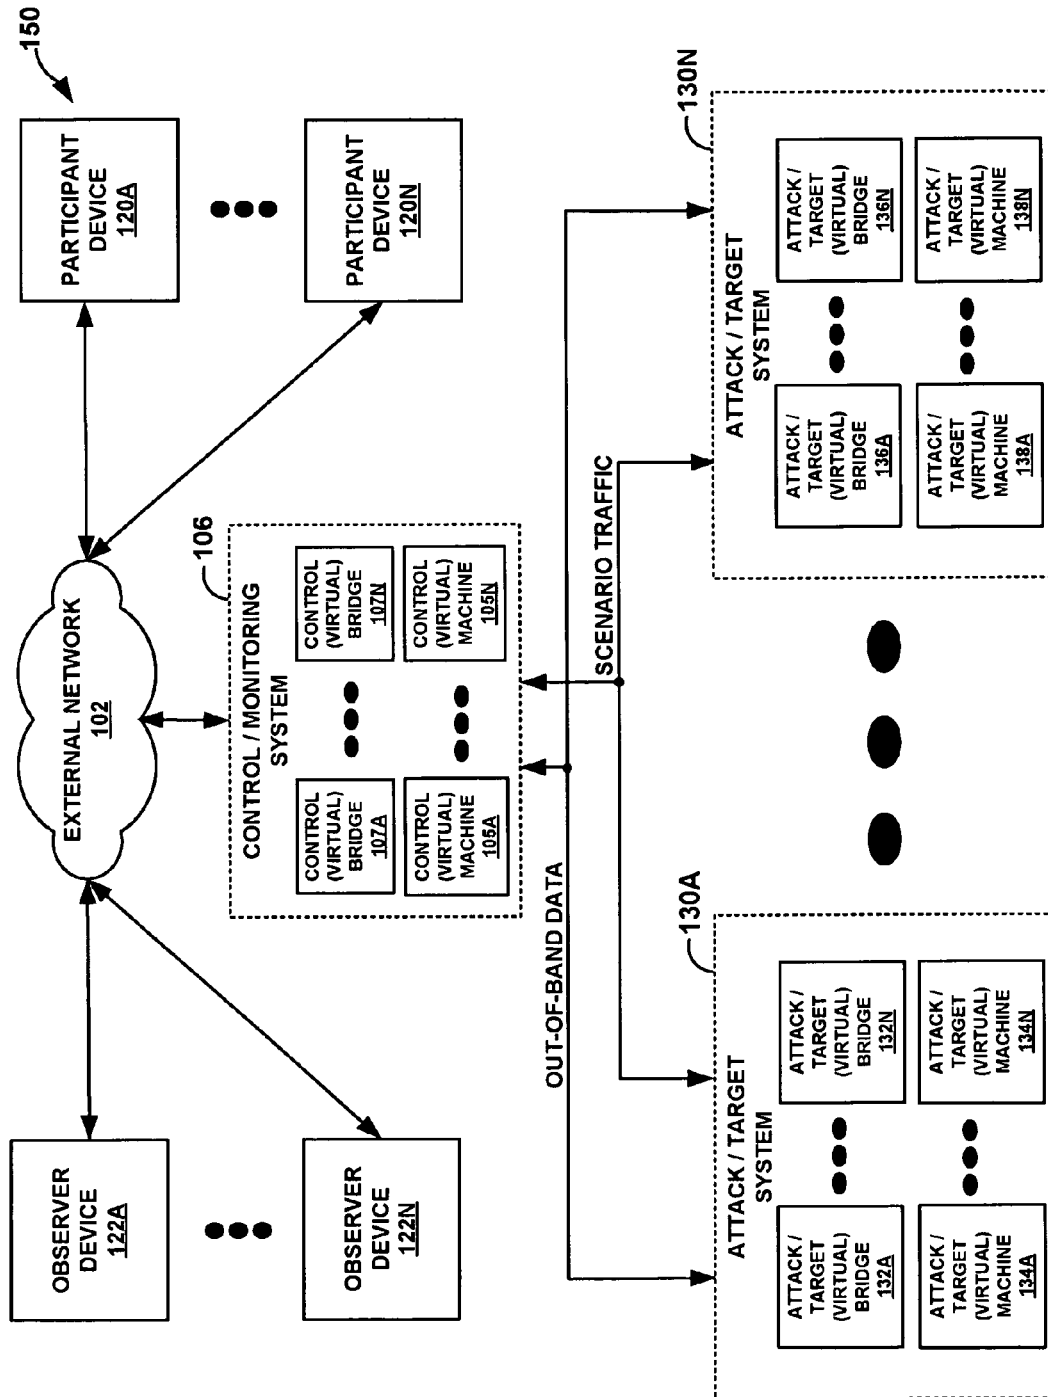 150
OBSERVER
DEVICE
122A
OBSERVER
DEVICE
122N
EXTERNAL NETWORK
102
PARTICIPANT
DEVICE
120A
PARTICIPANT
DEVICE
120N
106
CONTROL / MONITORING
SYSTEM
CONTROL
(VIRTUAL)
BRIDGE
107A
CONTROL
(VIRTUAL)
BRIDGE
107N
CONTROL
(VIRTUAL)
MACHINE
105A
CONTROL
(VIRTUAL)
MACHINE
105N
OUT-OF-BAND DATA
SCENARIO TRAFFIC
130A
ATTACK / TARGET
SYSTEM
ATTACK /
TARGET
(VIRTUAL)
BRIDGE
132A
ATTACK /
TARGET
(VIRTUAL)
BRIDGE
132N
ATTACK /
TARGET
(VIRTUAL)
MACHINE
134A
ATTACK /
TARGET
(VIRTUAL)
MACHINE
134N
130N
ATTACK / TARGET
SYSTEM
ATTACK /
TARGET
(VIRTUAL)
BRIDGE
136A
ATTACK /
TARGET
(VIRTUAL)
BRIDGE
136N
ATTACK /
TARGET
(VIRTUAL)
MACHINE
138A
ATTACK /
TARGET
(VIRTUAL)
MACHINE
138N